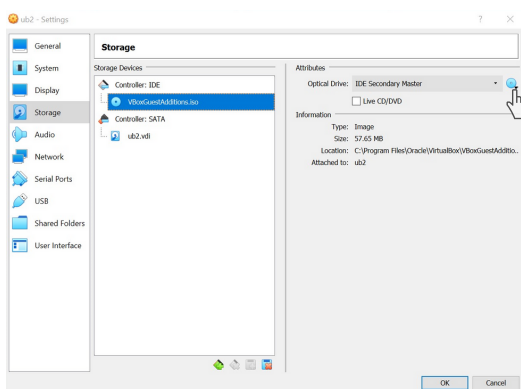 ub2 - Settings
?
General
System
Display
Storage
Audio
Network
Serial Ports
USB
Shared Folders
User Interface
Storage
Storage Devices
Controller: IDE
VBoxGuestAdditions.iso
Controller: SATA
ub2.vdi
Attributes
Optical Drive: IDE Secondary Master
Live CD/DVD
Information
Type: Image
Size: 57.65 MB
Location: C:\Program Files\Oracle\VirtualBox\VBoxGuestAdditio..
Attached to: ub2
OK Cancel